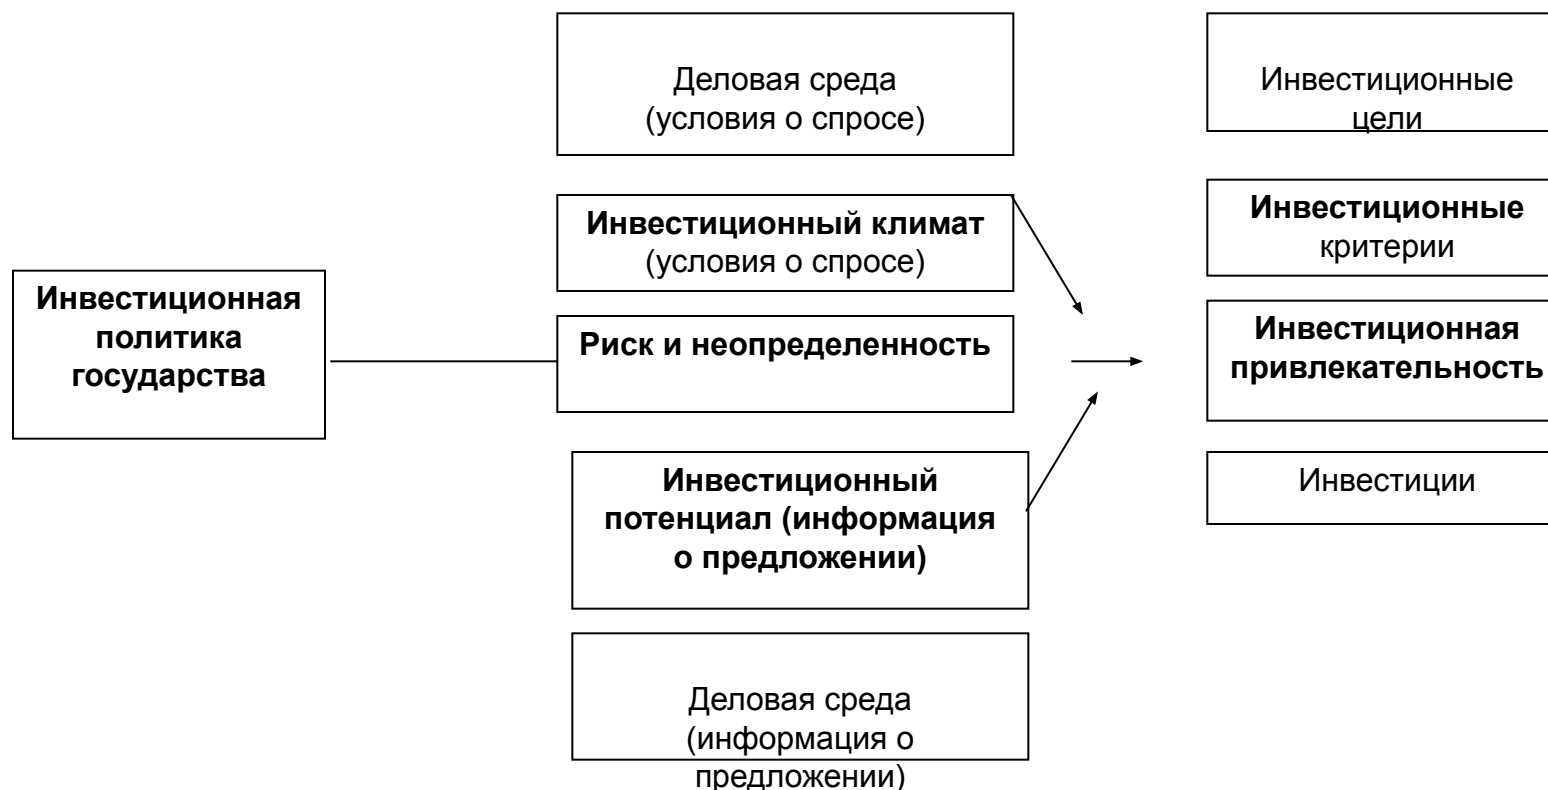 Инвестиционная
политика
государства
Деловая среда
(условия о спросе)
Инвестиционный климат
(условия о спросе)
Риск и неопределенность
Инвестиционный
потенциал (информация
о предложении)
Деловая среда
(информация о
предложении)
Инвестиционные
цели
Инвестиционные
критерии
Инвестиционная
привлекательность
Инвестиции